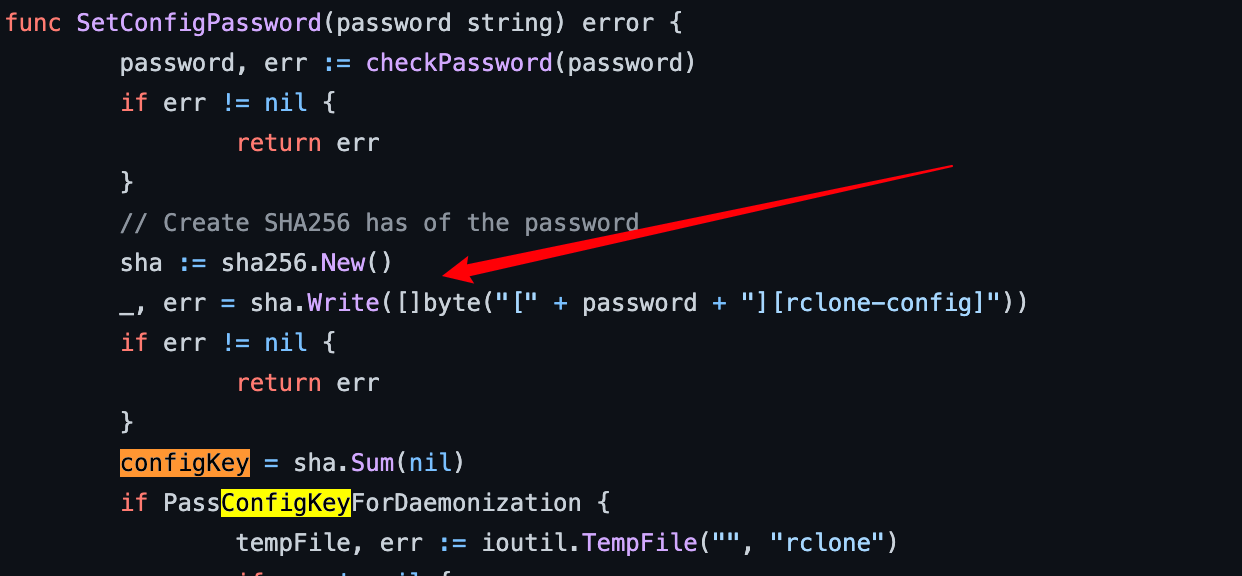 func SetConfigPassword(password string) error {
password, err := checkPassword(password)
if err != nil {
return err
}
// Create SHA256 has of the password
sha := sha256.New()
_, err = sha.Write([]byte("[" + password + "][rclone-config]"))
if err != nil {
return err
}
configKey = sha.Sum(nil)
if PassConfigKeyForDaemonization {
tempFile, err := ioutil.TempFile("", "rclone")